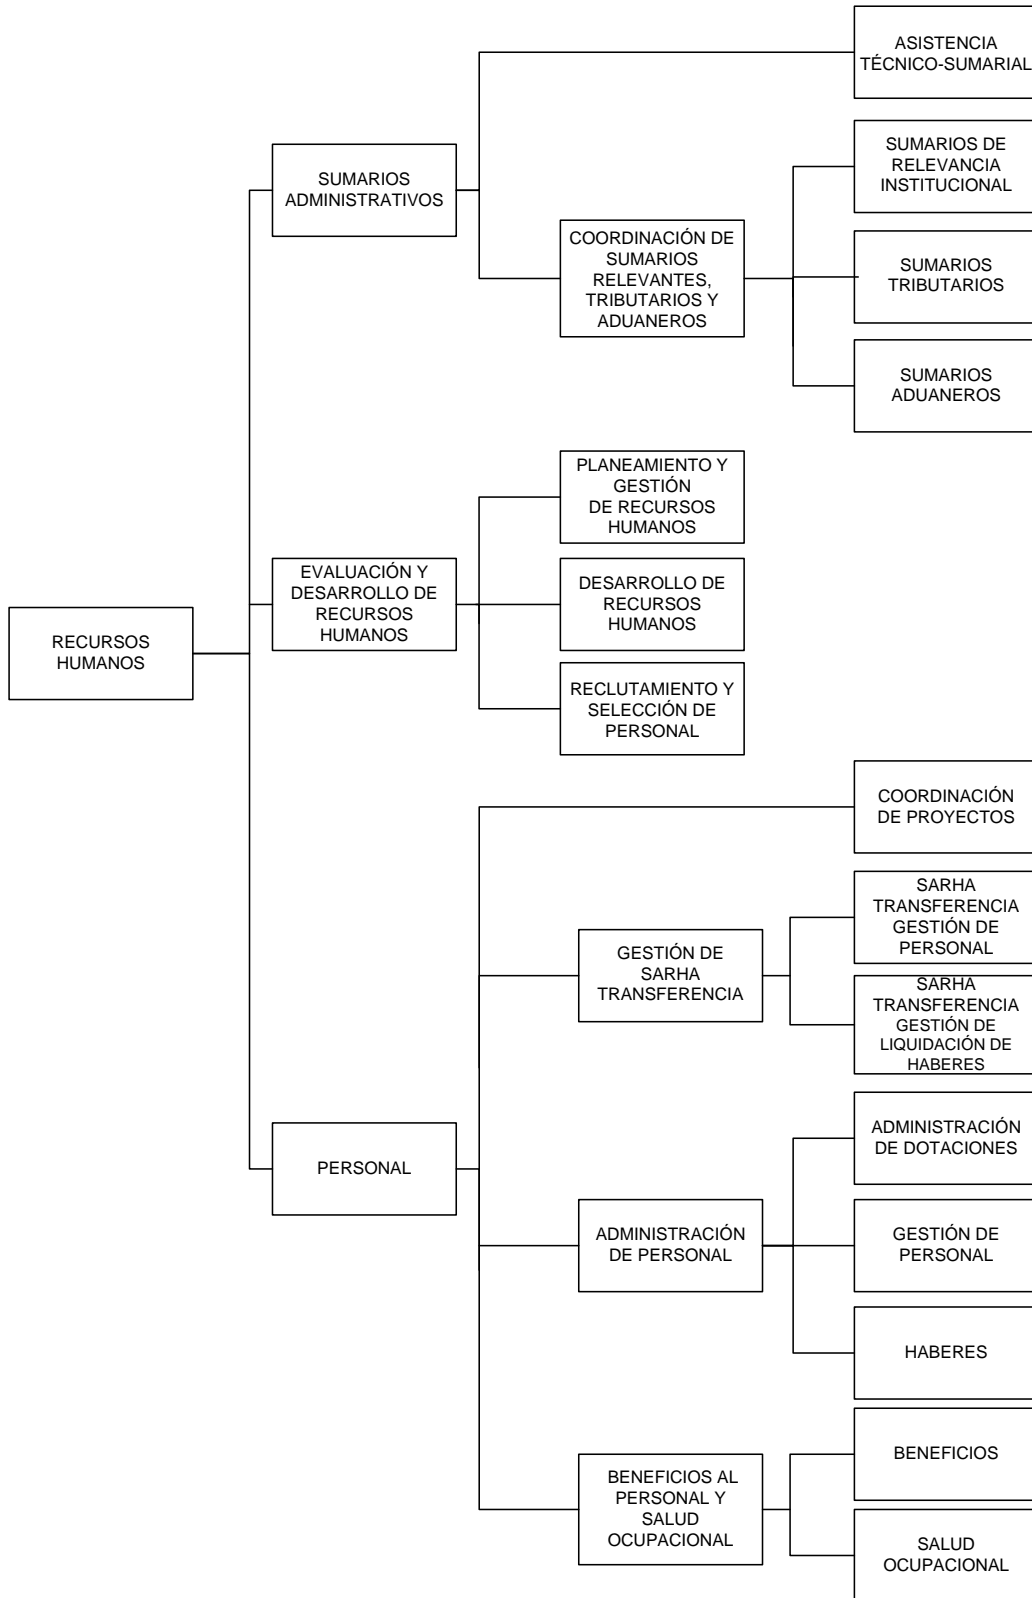 ASISTENCIA
TÉCNICO-SUMARIAL
SUMARIOS DE
RELEVANCIA
INSTITUCIONAL
SUMARIOS
ADMINISTRATIVOS
COORDINACIÓN DE
SUMARIOS
RELEVANTES,
TRIBUTARIOS Y
ADUANEROS
SUMARIOS
TRIBUTARIOS
SUMARIOS
ADUANEROS
PLANEAMIENTO Y
GESTIÓN
DE RECURSOS
HUMANOS
EVALUACIÓN Y
DESARROLLO DE
RECURSOS
HUMANOS
DESARROLLO DE
RECURSOS
HUMANOS
RECURSOS
HUMANOS
RECLUTAMIENTO Y
SELECCIÓN DE
PERSONAL
COORDINACIÓN
DE PROYECTOS
SARHA
TRANSFERENCIA
GESTIÓN DE
PERSONAL
GESTIÓN DE
SARHA
TRANSFERENCIA
SARHA
TRANSFERENCIA
GESTIÓN DE
LIQUIDACIÓN DE
HABERES
ADMINISTRACIÓN
DE DOTACIONES
PERSONAL
ADMINISTRACIÓN
DE PERSONAL
GESTIÓN DE
PERSONAL
HABERES
BENEFICIOS
BENEFICIOS AL
PERSONAL Y
SALUD
OCUPACIONAL
SALUD
OCUPACIONAL